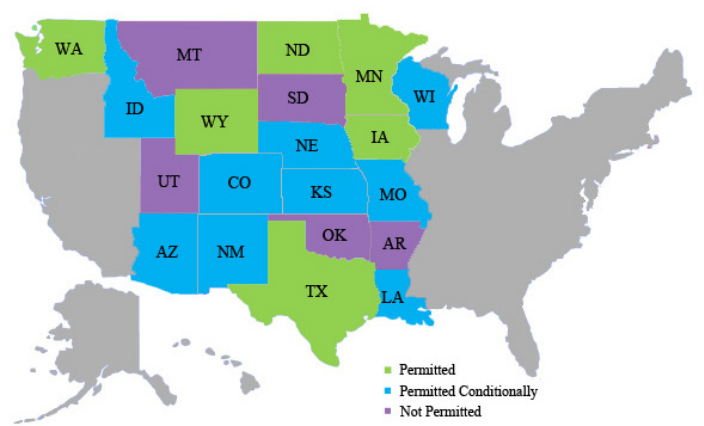 WA
MT
ND
MN
ID
WY
SD
WI
NE
IA
UT
CO
KS
MO
AZ
NM
OK
AR
TX
LA
Permitted
Permitted Conditionally
Not Permitted